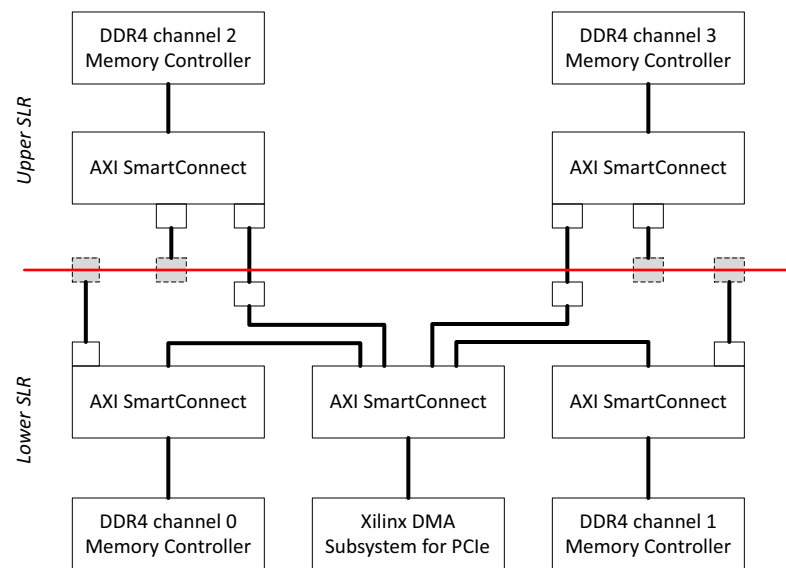 DDR4 channel 2
Memory Controller
DDR4 channel 3
Memory Controller
Upper SLR
AXI SmartConnect
AXI SmartConnect
Lower SLR
AXI SmartConnect
AXI SmartConnect
AXI SmartConnect
DDR4 channel 0
Memory Controller
Xilinx DMA
Subsystem for PCIe
DDR4 channel 1
Memory Controller